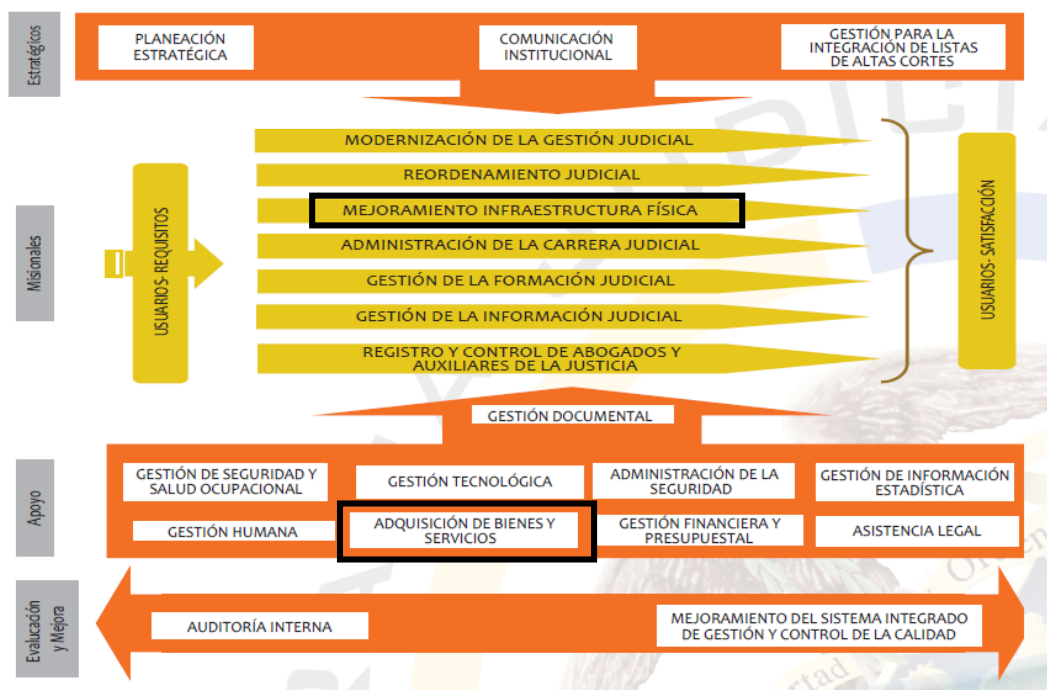 Estratégicos
PLANEACIÓN
ESTRATÉGICA
COMUNICACIÓN
INSTITUCIONAL
GESTIÓN PARA LA
INTEGRACIÓN DE LISTAS
DE ALTAS CORTES
Misionales
USUARIOS- REQUISITOS
MODERNIZACIÓN DE LA GESTIÓN JUDICIAL
REORDENAMIENTO JUDICIAL
MEJORAMIENTO INFRAESTRUCTURA FÍSICA
ADMINISTRACIÓN DE LA CARRERA JUDICIAL
GESTIÓN DE LA FORMACIÓN JUDICIAL
GESTIÓN DE LA INFORMACIÓN JUDICIAL
REGISTRO Y CONTROL DE ABOGADOS Y
AUXILIARES DE LA JUSTICIA
USUARIOS- SATISFACCIÓN
GESTIÓN DOCUMENTAL
Apoyo
GESTIÓN DE SEGURIDAD Y
SALUD OCUPACIONAL
GESTIÓN TECNOLÓGICA
ADMINISTRACIÓN DE LA
SEGURIDAD
GESTIÓN DE INFORMACIÓN
ESTADÍSTICA
GESTIÓN HUMANA
ADQUISICIÓN DE BIENES Y
SERVICIOS
GESTIÓN FINANCIERA Y
PRESUPUESTAL
ASISTENCIA LEGAL
Evalucación
y Mejora
AUDITORÍA INTERNA
MEJORAMIENTO DEL SISTEMA INTEGRADO
DE GESTIÓN Y CONTROL DE LA CALIDAD